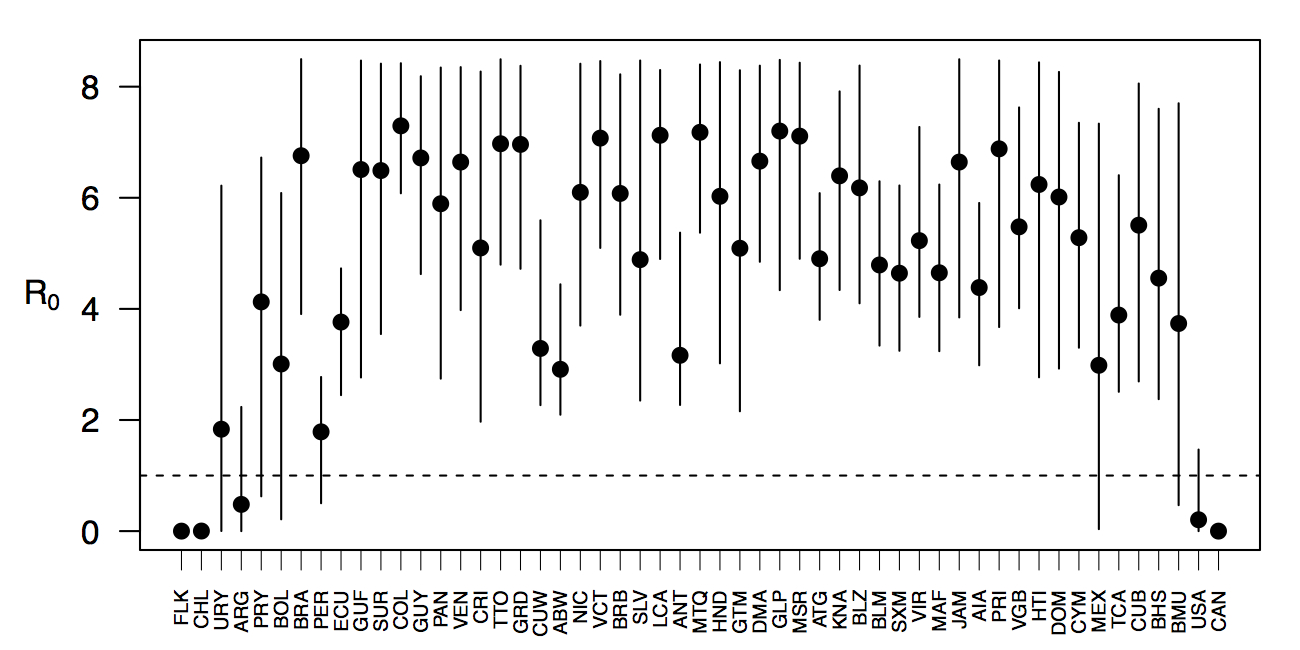 8
6
4
2
0
R0
FLK
CHL
URY
ARG
PRY
BOL
BRA
PER
ECU
GUF
SUR
COL
GUY
PAN
VEN
CRI
TTO
GRD
CUW
ABW
NIC
VCT
BRB
SLV
LCA
ANT
MTQ
HND
GTM
DMA
GLP
MSR
ATG
KNA
BLZ
BLM
SXM
VIR
MAF
JAM
AIA
PRI
VGB
HTI
DOM
CYM
MEX
TCA
CUB
BHS
BMU
USA
CAN